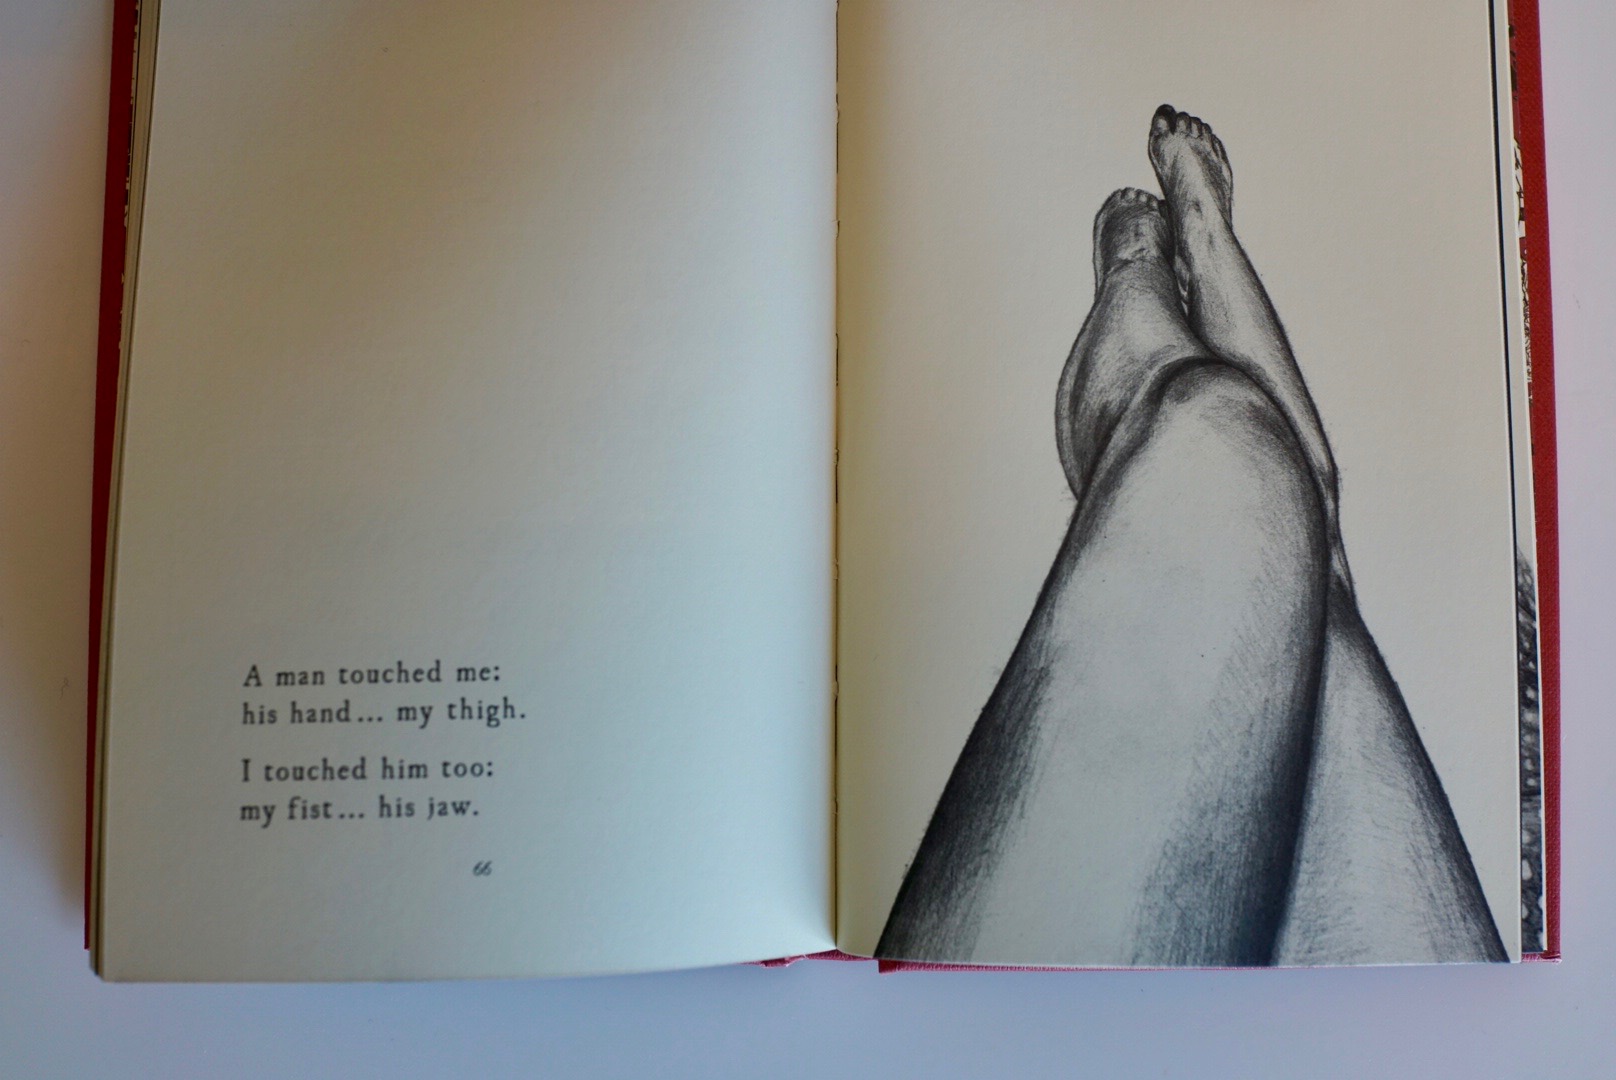 A man touched me:
his hand... my thigh.
I touched him too:
my fist... his jaw.
66